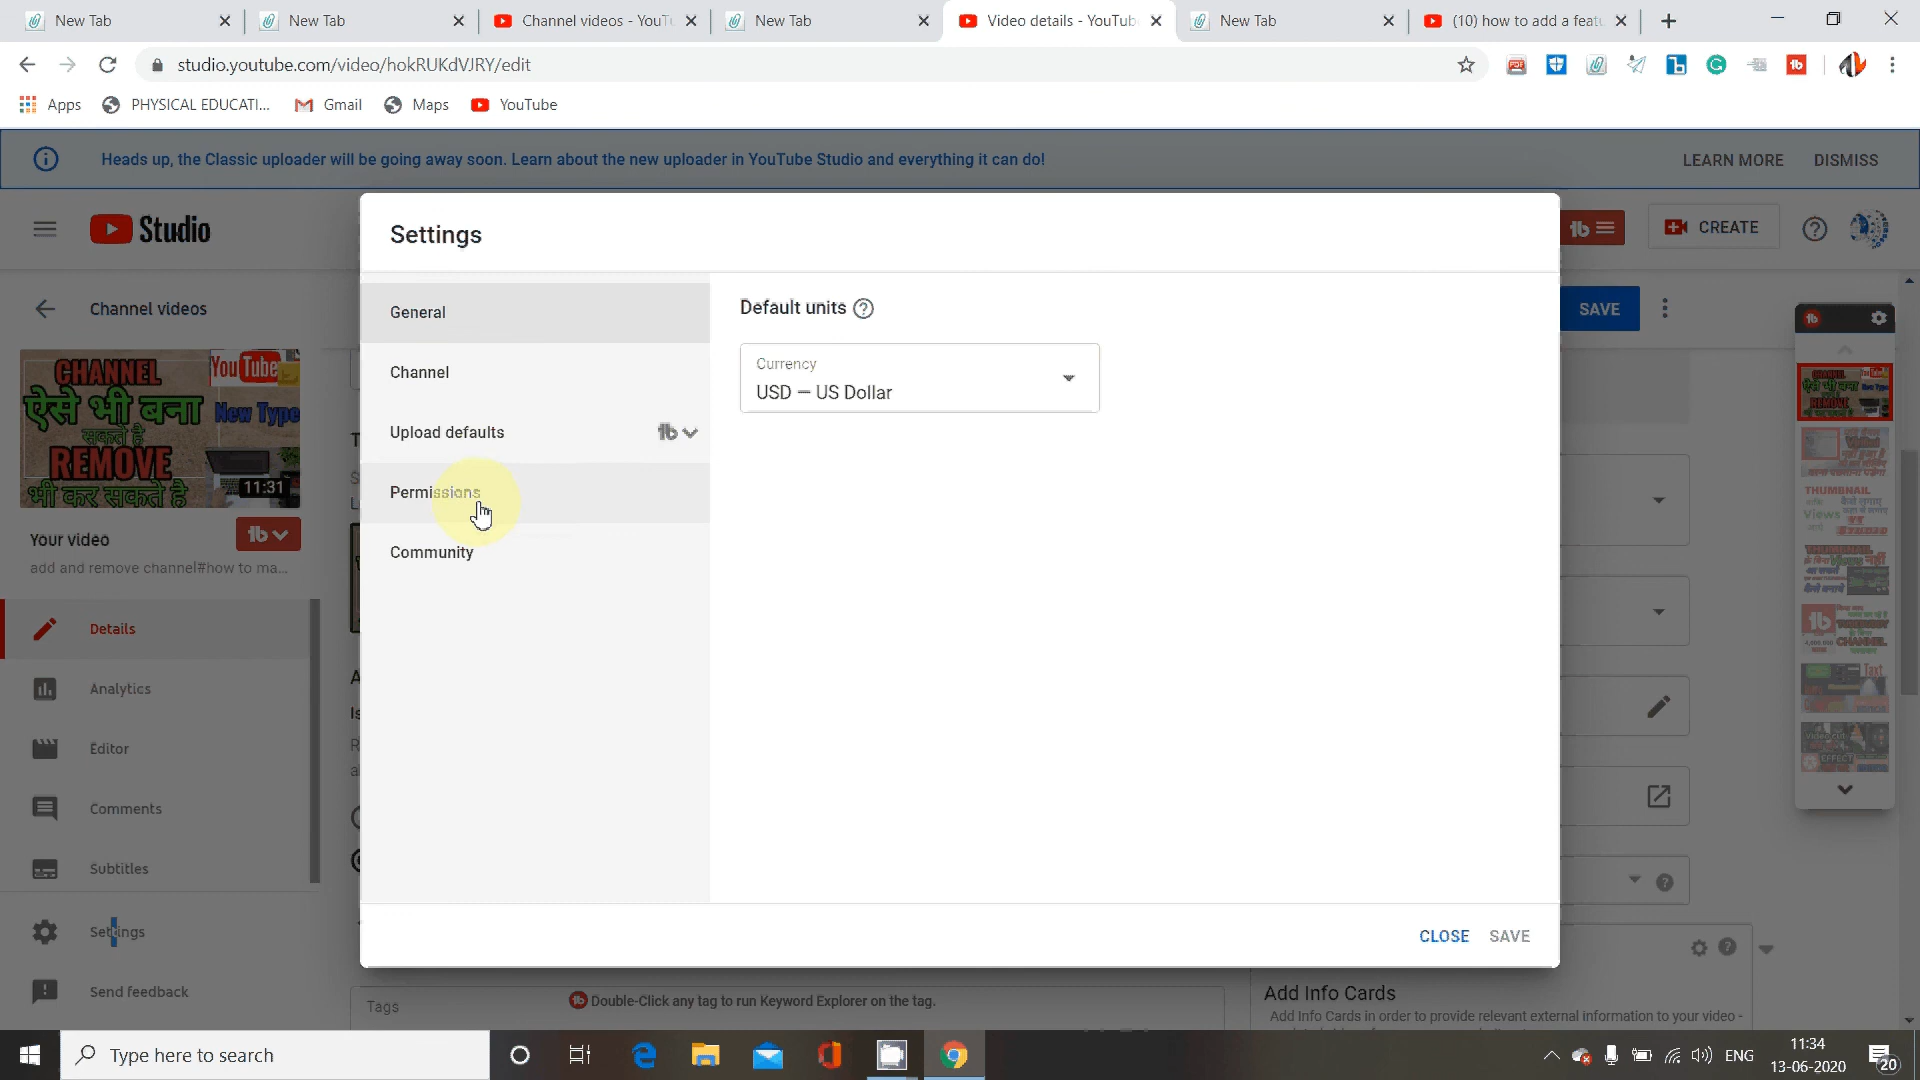 New Tab
New Tab
Channel videos - YouTu
New Tab
Video details - YouTub
New Tab
(10) how to add a feat
studio.youtube.com/video/hokRUKdVJRY/edit
Apps
PHYSICAL EDUCATI...
Gmail
Maps
YouTube
Heads up, the Classic uploader will be going away soon. Learn about the new uploader in YouTube Studio and everything it can do!
LEARN MORE
DISMISS
Studio
CREATE
Settings
Channel videos
SAVE
General
Default units
Channel
Currency
USD — US Dollar
Upload defaults
Permissions
Community
CHANNEL
YouTube
ऐसे भी बना
New Type
सकते है
REMOVE
भी कर सकते है
11:31
Your video
add and remove channel#how to ma...
Details
Analytics
Editor
Comments
Subtitles
Settings
Send feedback
CLOSE
SAVE
Tags
Double-Click any tag to run Keyword Explorer on the tag.
Add Info Cards
Add Info Cards in order to provide relevant external information to your video -
THUMBNAIL
Views
Type here to search
ENG
11:34
13-06-2020
20